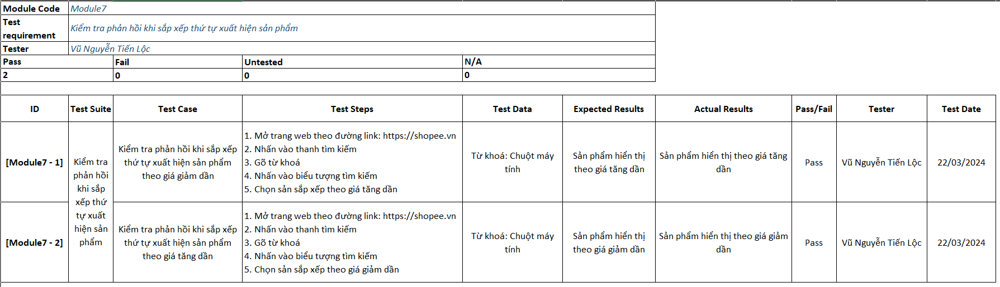 Module Code Module7
Test
requirement
Kiểm tra phản hồi khi sắp xếp thứ tự xuất hiện sản phẩm
Tester Vũ Nguyễn Tiến Lộc
Pass Fail Untested N/A
2 0 0 0
ID Test Suite Test Case Test Steps Test Data Expected Results Actual Results Pass/Fail Tester Test Date
[Module7 - 1]
Kiểm tra
phản hồi
khi sắp
xếp thứ
tự xuất
hiện sản
phẩm
Kiểm tra phản hồi khi sắp xếp
thứ tự xuất hiện sản phẩm
theo giá giảm dần
1. Mở trang web theo đường link: https://shopee.vn
2. Nhấn vào thanh tìm kiếm
3. Gõ từ khoá
4. Nhấn vào biểu tượng tìm kiếm
5. Chọn sản sắp xếp theo giá tăng dần
Từ khoá: Chuột máy
tính
Sản phẩm hiển thị
theo giá tăng dần
Sản phẩm hiển thị theo giá tăng
dần
Pass
Vũ Nguyễn Tiến Lộc
22/03/2024
[Module7 - 2]
Kiểm tra phản hồi khi sắp xếp
thứ tự xuất hiện sản phẩm
theo giá tăng dần
1. Mở trang web theo đường link: https://shopee.vn
2. Nhấn vào thanh tìm kiếm
3. Gõ từ khoá
4. Nhấn vào biểu tượng tìm kiếm
5. Chọn sản sắp xếp theo giá giảm dần
Từ khoá: Chuột máy
tính
Sản phẩm hiển thị
theo giá giảm dần
Sản phẩm hiển thị theo giá giảm
dần
Pass
Vũ Nguyễn Tiến Lộc
22/03/2024